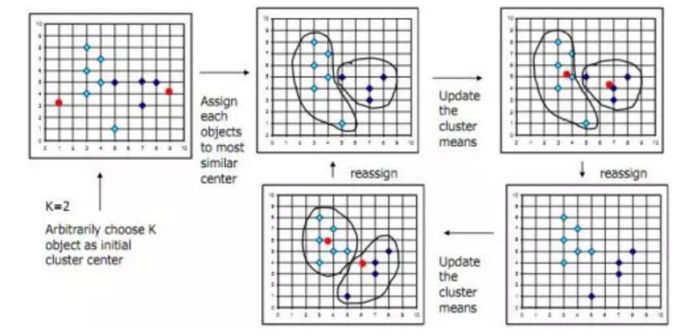 K=2
Arbitrarily choose K
object as initial
cluster center
Assign
each
objects
to most
similar
center
Update
the
cluster
means
reassign
reassign
Update
the
cluster
means